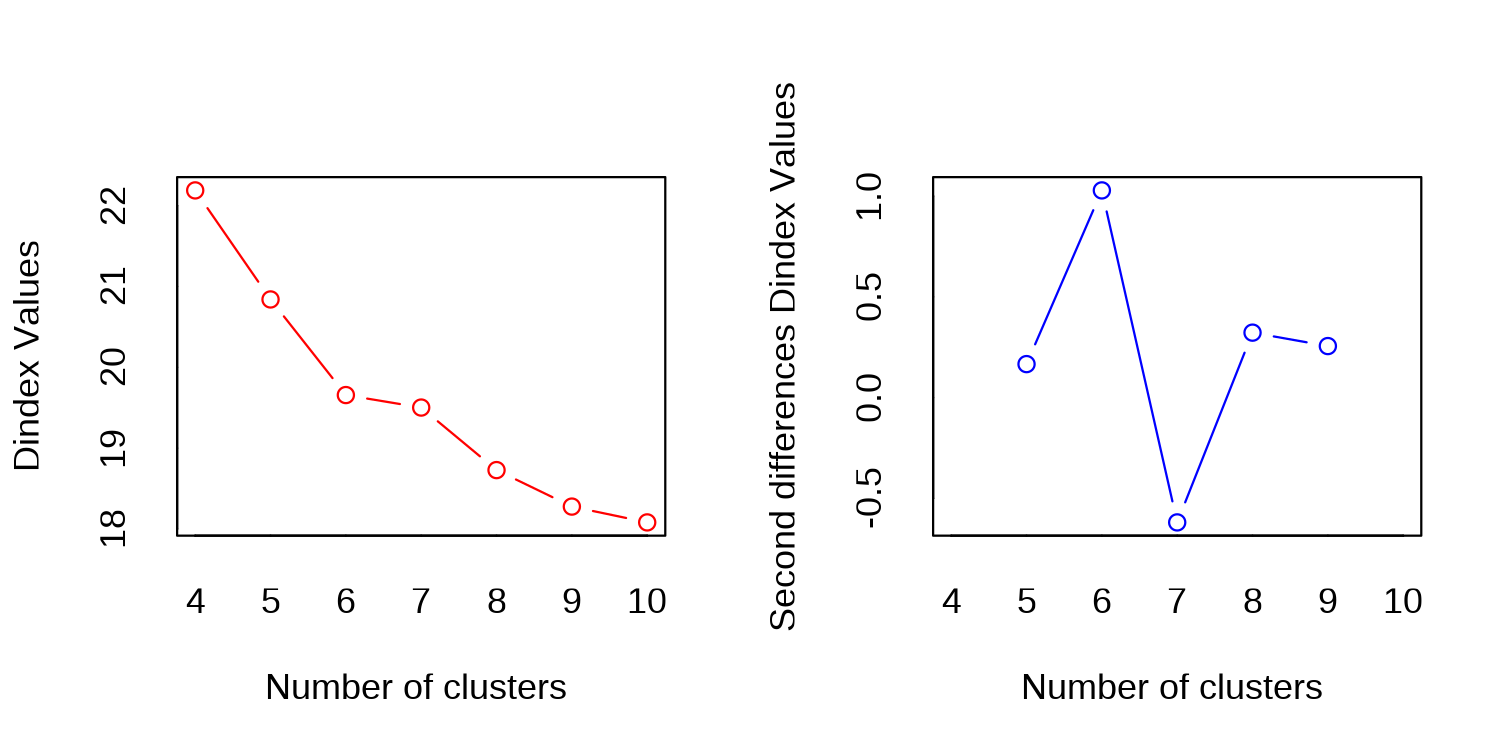 Dindex Values
22
21
20
19
18
4 5 6 7 8 9 10
Number of clusters
Second differences Dindex Values
1.0
0.5
0.0
-0.5
4 5 6 7 8 9 10
Number of clusters